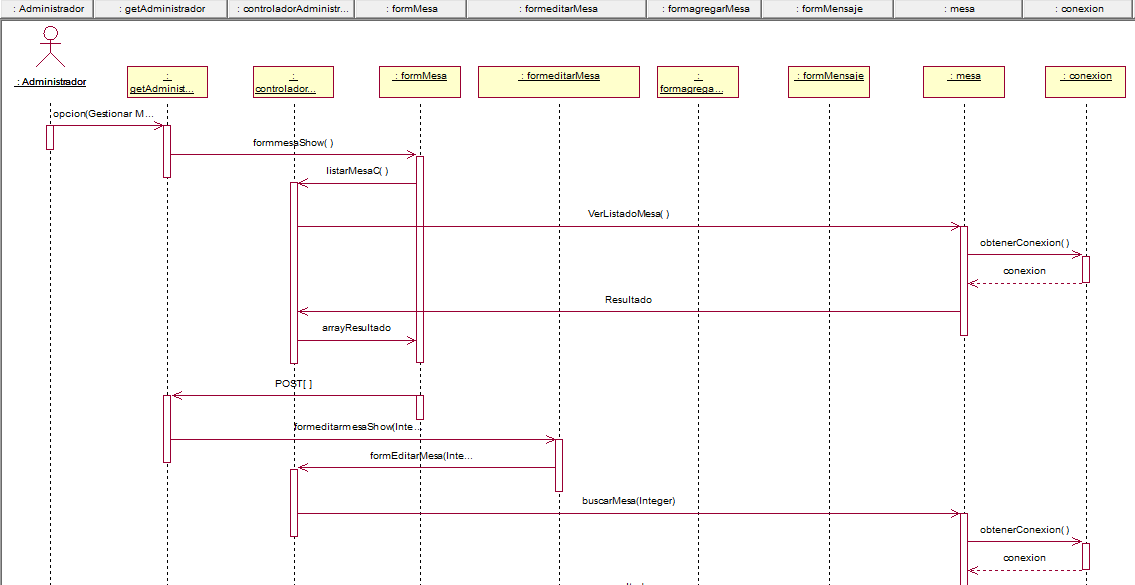 : Administrador
: getAdministrador
: controladorAdministr...
: formMesa
: formeditarMesa
: formagregarMesa
: formMensaje
: mesa
: conexion
: Administrador
:
getAdminist...
:
controlador...
: formMesa
: formeditarMesa
:
formagrega...
: formMensaje
: mesa
: conexion
opcion(Gestionar M...
formmesaShow( )
listarMesaC( )
VerListadoMesa( )
obtenerConexion( )
conexion
Resultado
arrayResultado
POST[ ]
formeditarmesaShow(Inte...
formEditarMesa(Inte...
buscarMesa(Integer)
obtenerConexion( )
conexion